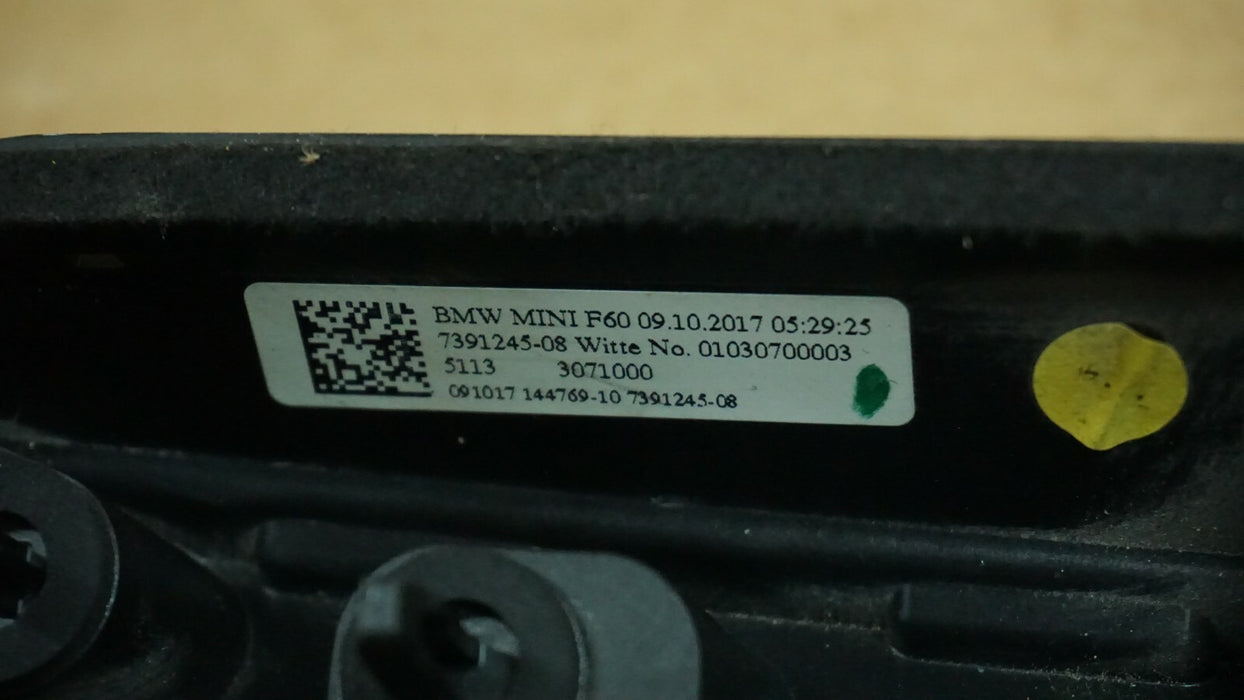 BMW MINI F60 09.10.2017 05:29:25
7391245-08 Witte No. 01030700003
5113 3071000
091017 144769-10 7391245-08